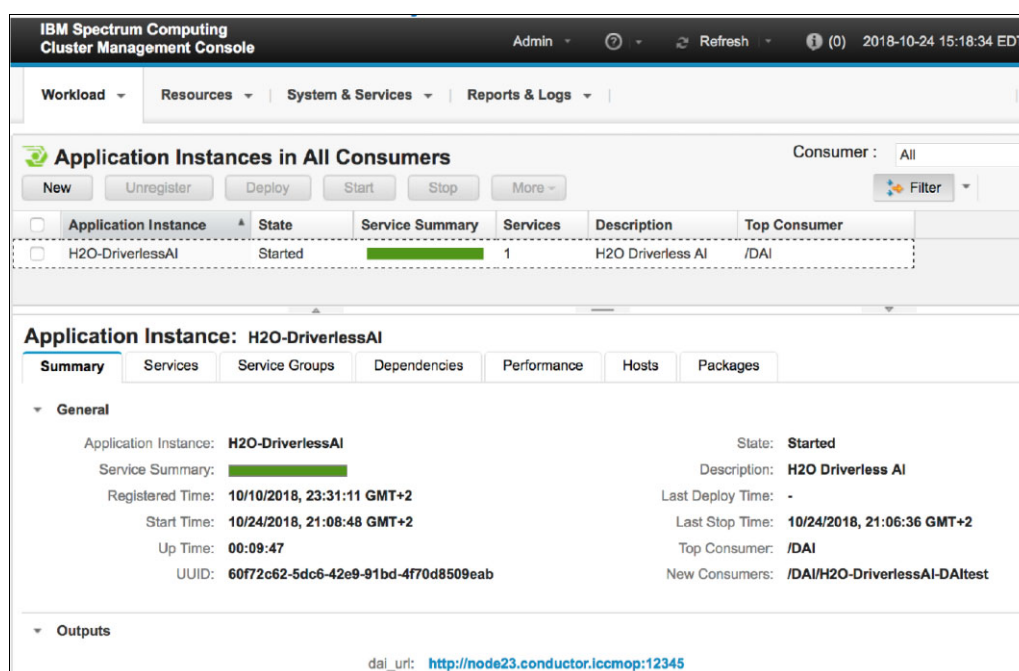 IBM Spectrum Computing
Cluster Management Console
Admin
Refresh
(0)
2018-10-24 15:18:34 EDT
Workload
Resources
System & Services
Reports & Logs
Application Instances in All Consumers
Consumer : All
New Unregister Deploy Start Stop More Filter
Application Instance State Service Summary Services Description Top Consumer
H2O-DriverlessAI Started 1 H2O Driverless AI /DAI
Application Instance: H2O-DriverlessAI
Summary Services Service Groups Dependencies Performance Hosts Packages
General
Application Instance: H2O-DriverlessAI State: Started
Service Summary: Description: H2O Driverless AI
Registered Time: 10/10/2018, 23:31:11 GMT+2 Last Deploy Time: -
Start Time: 10/24/2018, 21:08:48 GMT+2 Last Stop Time: 10/24/2018, 21:06:36 GMT+2
Up Time: 00:09:47 Top Consumer: /DAI
UUID: 60f72c62-5dc6-42e9-91bd-4f70d8509eab New Consumers: /DAI/H2O-DriverlessAI-DAItest
Outputs
dai_url: http://node23.conductor.iccmop:12345